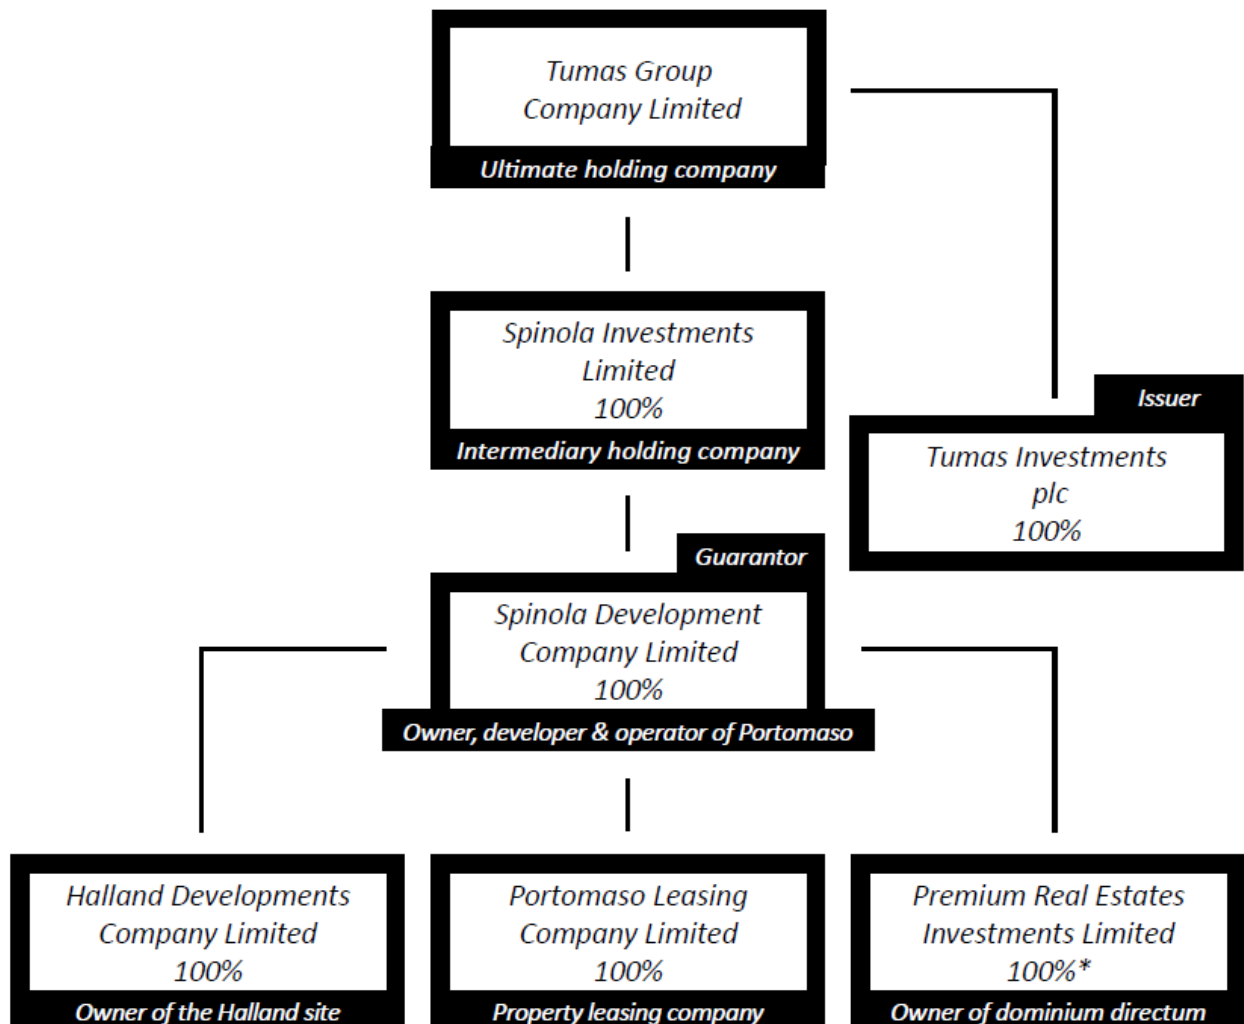 Tumas Group
Company Limited
Ultimate holding company
Spinola Investments
Limited
100%
Intermediary holding company
Issuer
Tumas Investments
plc
100%
Guarantor
Spinola Development
Company Limited
100%
Owner, developer & operator of Portomaso
Halland Developments
Company Limited
100%
Owner of the Halland site
Portomaso Leasing
Company Limited
100%
Property leasing company
Premium Real Estates
Investments Limited
100%*
Owner of dominium directum